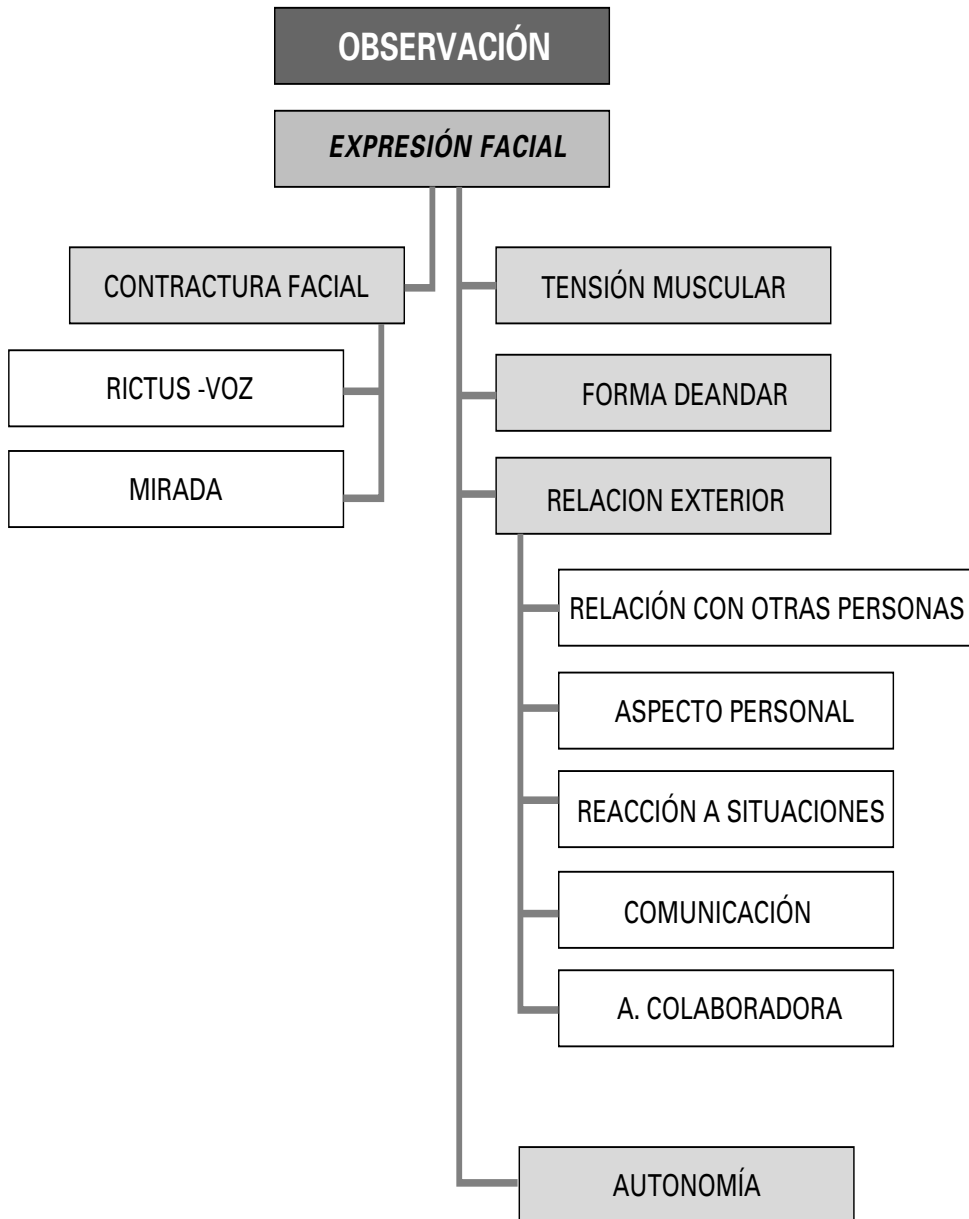 OBSERVACIÓN
EXPRESIÓN FACIAL
CONTRACTURA FACIAL
RICTUS -VOZ
MIRADA
TENSIÓN MUSCULAR
FORMA DEANDAR
RELACION EXTERIOR
RELACIÓN CON OTRAS PERSONAS
ASPECTO PERSONAL
REACCIÓN A SITUACIONES
COMUNICACIÓN
A. COLABORADORA
AUTONOMÍA